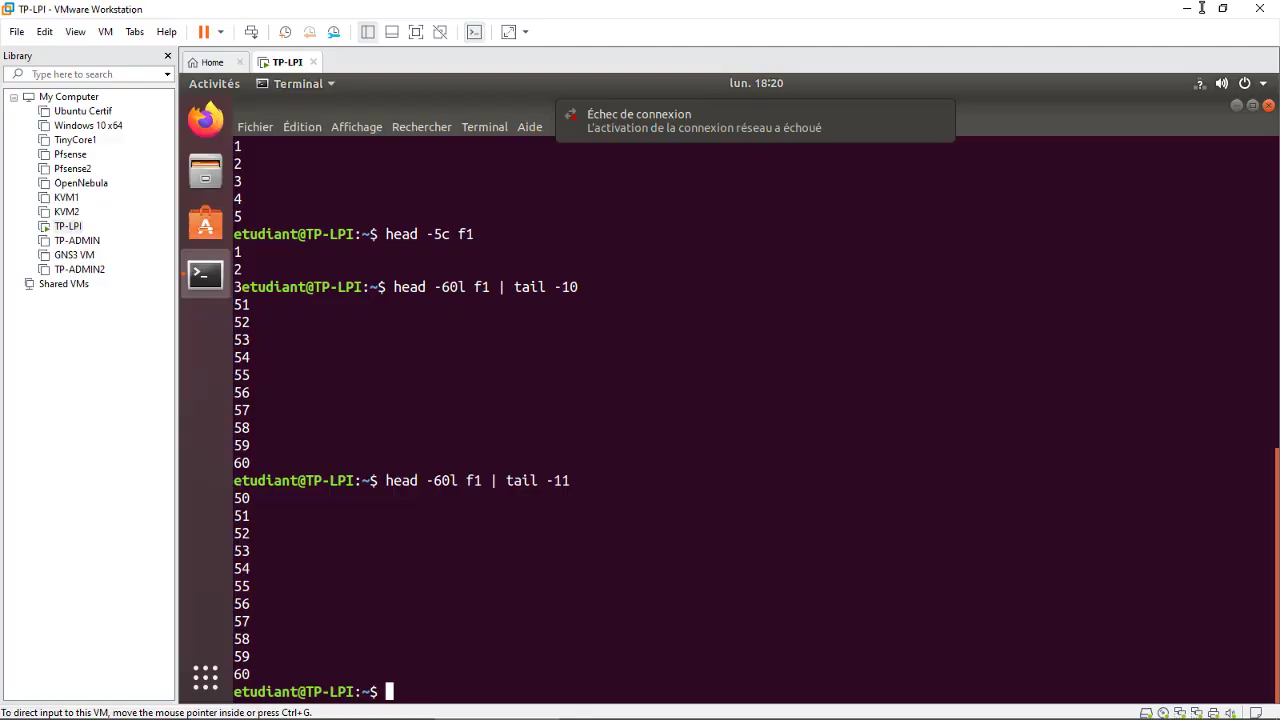 TP-LPI - VMware Workstation
File Edit View VM Tabs Help
Library
Type here to search
My Computer
Ubuntu Certif
Windows 10 x64
TinyCore1
Pfsense
Pfsense2
OpenNebula
KVM1
KVM2
TP-LPI
TP-ADMIN
GNS3 VM
TP-ADMIN2
Shared VMs
Home TP-LPI
Activités Terminal lun. 18:20
Échec de connexion
L'activation de la connexion réseau a échoué
Fichier Édition Affichage Rechercher Terminal Aide
1
2
3
4
5
etudiant@TP-LPI:~$ head -5c f1
1
2
3etudiant@TP-LPI:~$ head -60l f1 | tail -10
51
52
53
54
55
56
57
58
59
60
etudiant@TP-LPI:~$ head -60l f1 | tail -11
50
51
52
53
54
55
56
57
58
59
60
etudiant@TP-LPI:~$
To direct input to this VM, move the mouse pointer inside or press Ctrl+G.